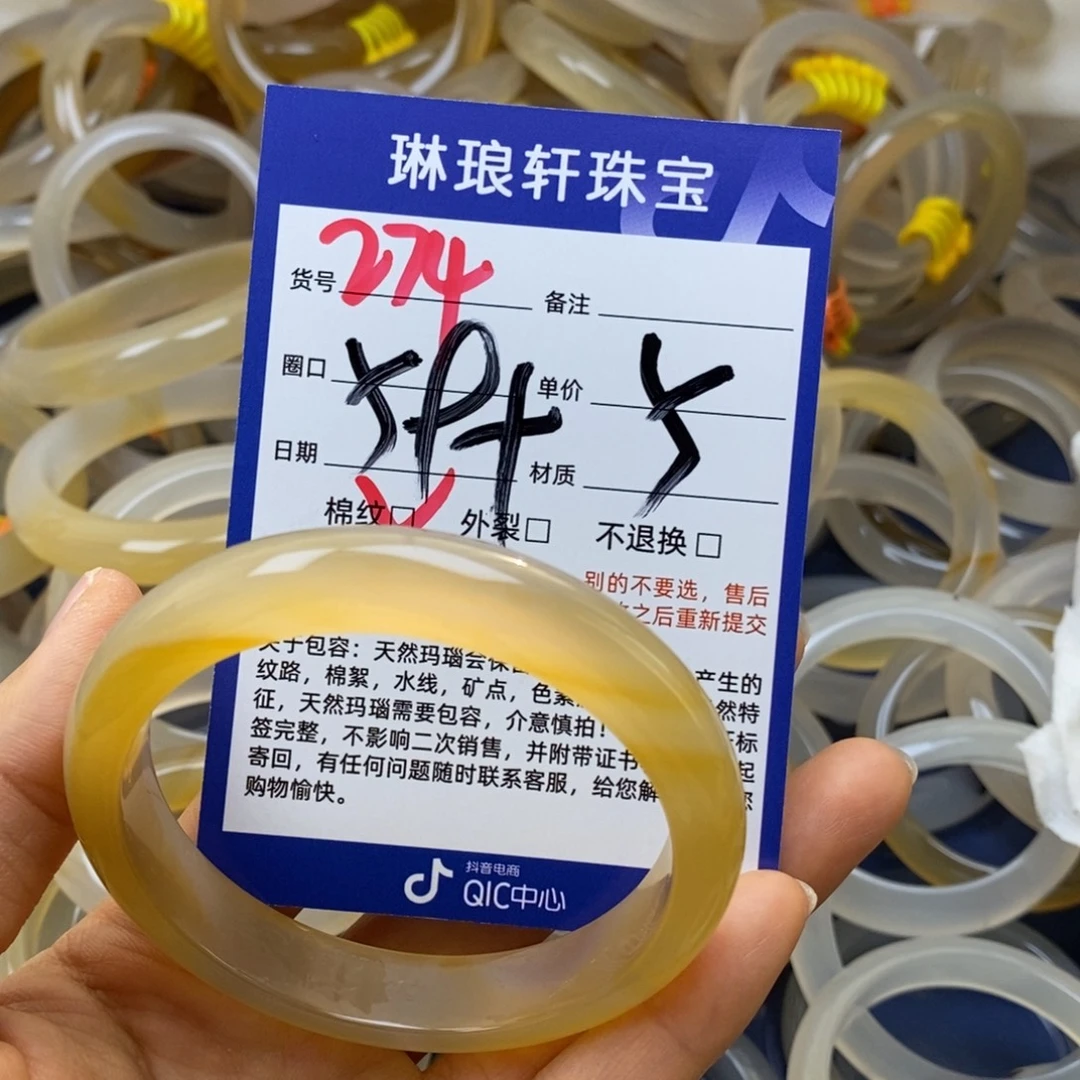 琳琅轩珠宝
货号 274 备注
圈口 单价
日期 材质
棉纹□ 外裂□ 不退换□
别的不要选，售后
之后重新提交
关于包容：天然玛瑙会保 产生的
纹路，棉絮，水线，矿点，色 然特
征，天然玛瑙需要包容，介意慎拍！ 标
签完整，不影响二次销售，并附带证书 起
寄回，有任何问题随时联系客服，给您解 您
购物愉快。
抖音电商
QIC中心